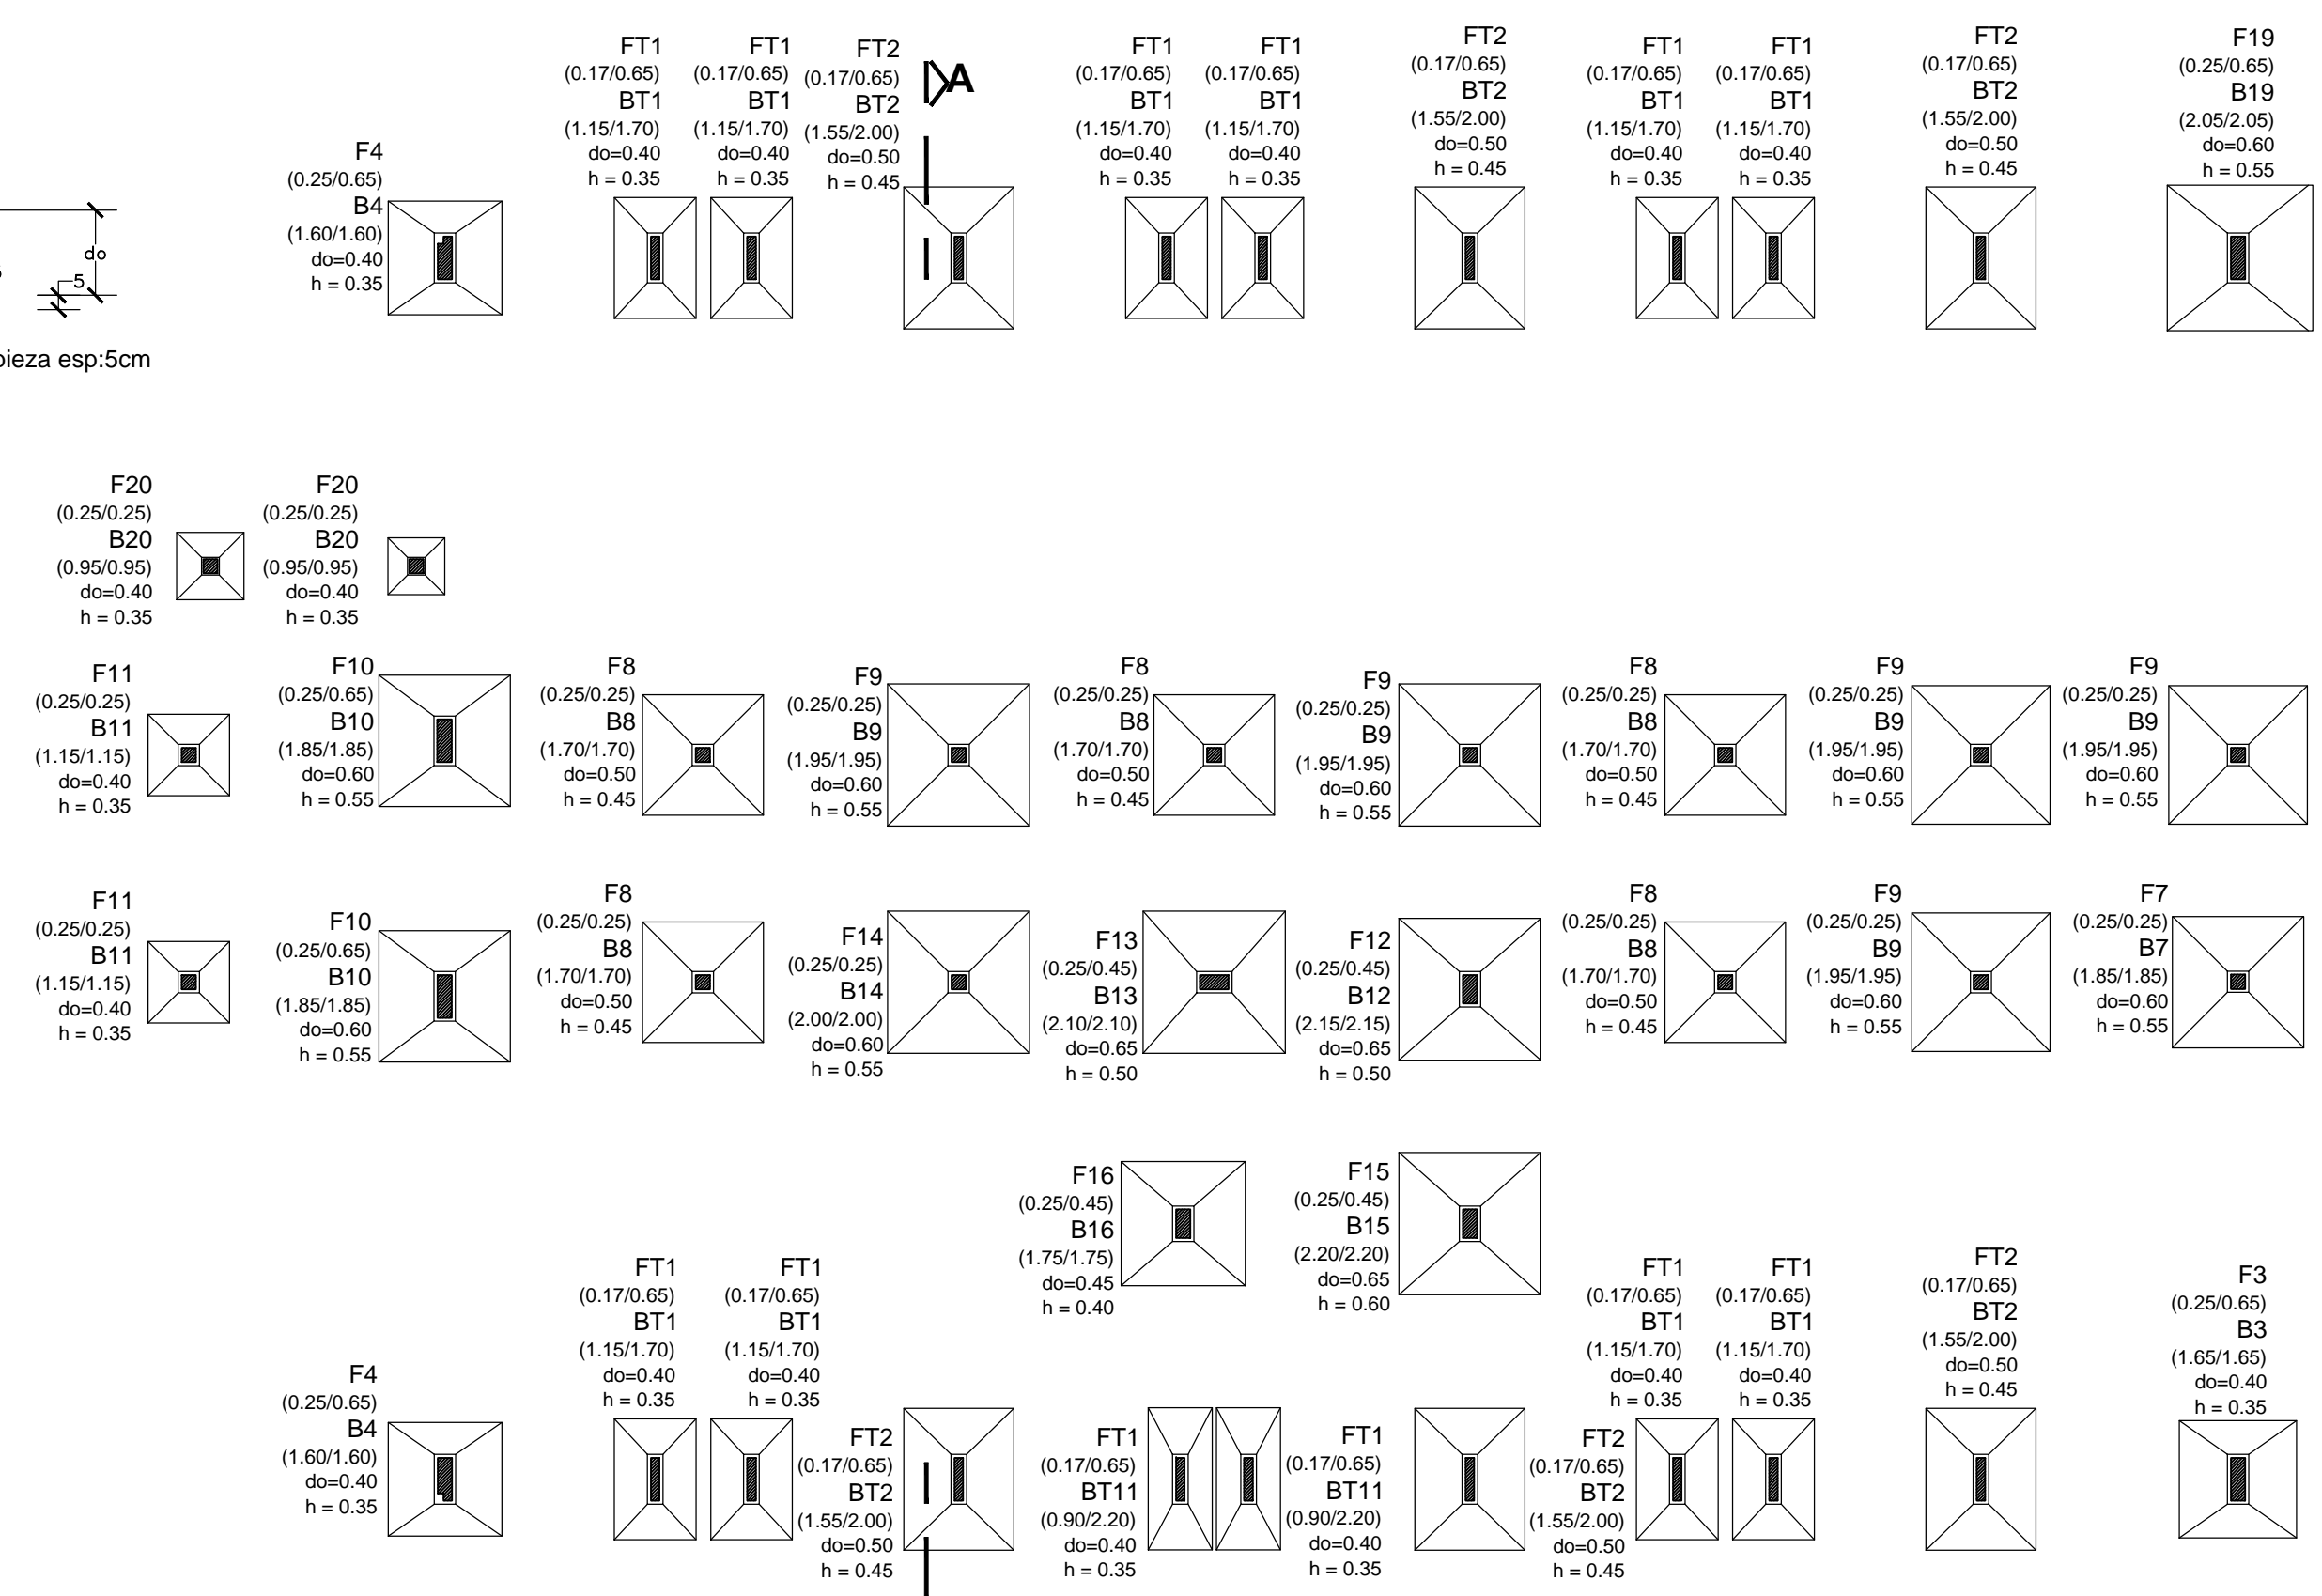 FT1
(0.17/0.65)
BT1
(1.15/1.70)
do=0.40
h = 0.35
FT1
(0.17/0.65)
BT1
(1.15/1.70)
do=0.40
h = 0.35
FT2
(0.17/0.65)
BT2
(1.55/2.00)
do=0.50
h = 0.45
A
FT1
(0.17/0.65)
BT1
(1.15/1.70)
do=0.40
h = 0.35
FT1
(0.17/0.65)
BT1
(1.15/1.70)
do=0.40
h = 0.35
FT2
(0.17/0.65)
BT2
(1.55/2.00)
do=0.50
h = 0.45
FT1
(0.17/0.65)
BT1
(1.15/1.70)
do=0.40
h = 0.35
FT1
(0.17/0.65)
BT1
(1.15/1.70)
do=0.40
h = 0.35
FT2
(0.17/0.65)
BT2
(1.55/2.00)
do=0.50
h = 0.45
F19
(0.25/0.65)
B19
(2.05/2.05)
do=0.60
h = 0.55
F4
(0.25/0.65)
B4
(1.60/1.60)
do=0.40
h = 0.35
do
5
pieza esp:5cm
F20
(0.25/0.25)
B20
(0.95/0.95)
do=0.40
h = 0.35
F20
(0.25/0.25)
B20
(0.95/0.95)
do=0.40
h = 0.35
F11
(0.25/0.25)
B11
(1.15/1.15)
do=0.40
h = 0.35
F10
(0.25/0.65)
B10
(1.85/1.85)
do=0.60
h = 0.55
F8
(0.25/0.25)
B8
(1.70/1.70)
do=0.50
h = 0.45
F9
(0.25/0.25)
B9
(1.95/1.95)
do=0.60
h = 0.55
F8
(0.25/0.25)
B8
(1.70/1.70)
do=0.50
h = 0.45
F9
(0.25/0.25)
B9
(1.95/1.95)
do=0.60
h = 0.55
F8
(0.25/0.25)
B8
(1.70/1.70)
do=0.50
h = 0.45
F9
(0.25/0.25)
B9
(1.95/1.95)
do=0.60
h = 0.55
F9
(0.25/0.25)
B9
(1.95/1.95)
do=0.60
h = 0.55
F11
(0.25/0.25)
B11
(1.15/1.15)
do=0.40
h = 0.35
F10
(0.25/0.65)
B10
(1.85/1.85)
do=0.60
h = 0.55
F8
(0.25/0.25)
B8
(1.70/1.70)
do=0.50
h = 0.45
F14
(0.25/0.25)
B14
(2.00/2.00)
do=0.60
h = 0.55
F13
(0.25/0.45)
B13
(2.10/2.10)
do=0.65
h = 0.50
F12
(0.25/0.45)
B12
(2.15/2.15)
do=0.65
h = 0.50
F8
(0.25/0.25)
B8
(1.70/1.70)
do=0.50
h = 0.45
F9
(0.25/0.25)
B9
(1.95/1.95)
do=0.60
h = 0.55
F7
(0.25/0.25)
B7
(1.85/1.85)
do=0.60
h = 0.55
F16
(0.25/0.45)
B16
(1.75/1.75)
do=0.45
h = 0.40
F15
(0.25/0.45)
B15
(2.20/2.20)
do=0.65
h = 0.60
F4
(0.25/0.65)
B4
(1.60/1.60)
do=0.40
h = 0.35
FT1
(0.17/0.65)
BT1
(1.15/1.70)
do=0.40
h = 0.35
FT1
(0.17/0.65)
BT1
(1.15/1.70)
do=0.40
h = 0.35
FT2
(0.17/0.65)
BT2
(1.55/2.00)
do=0.50
h = 0.45
FT1
(0.17/0.65)
BT11
(0.90/2.20)
do=0.40
h = 0.35
FT1
(0.17/0.65)
BT11
(0.90/2.20)
do=0.40
h = 0.35
FT2
(0.17/0.65)
BT2
(1.55/2.00)
do=0.50
h = 0.45
FT1
(0.17/0.65)
BT1
(1.15/1.70)
do=0.40
h = 0.35
FT1
(0.17/0.65)
BT1
(1.15/1.70)
do=0.40
h = 0.35
FT2
(0.17/0.65)
BT2
(1.55/2.00)
do=0.50
h = 0.45
F3
(0.25/0.65)
B3
(1.65/1.65)
do=0.40
h = 0.35